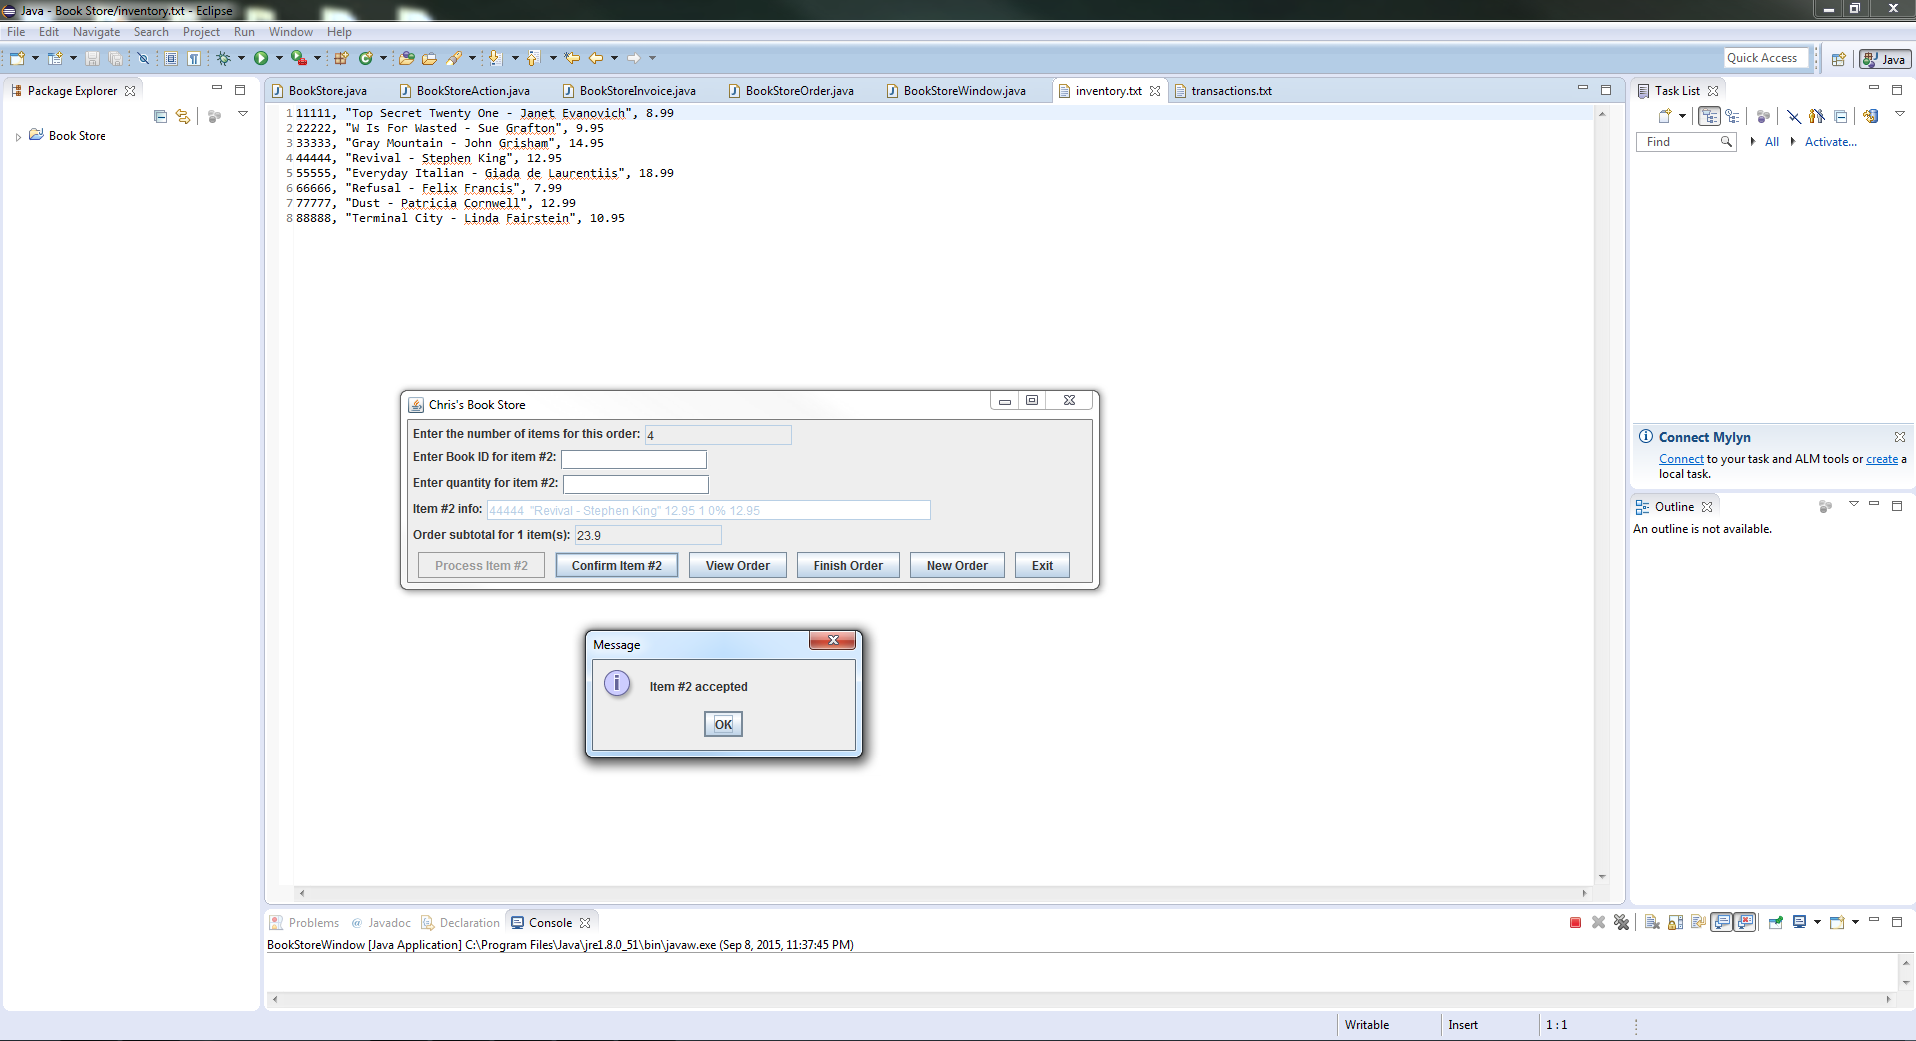 Java - Book Store/inventory.txt - Eclipse
File Edit Navigate Search Project Run Window Help
Quick Access
Java
Package Explorer
Book Store
BookStore.java BookStoreAction.java BookStoreInvoice.java BookStoreOrder.java BookStoreWindow.java inventory.txt transactions.txt
1 11111, "Top Secret Twenty One - Janet Evanovich", 8.99
2 22222, "W Is For Wasted - Sue Grafton", 9.95
3 33333, "Gray Mountain - John Grisham", 14.95
4 44444, "Revival - Stephen King", 12.95
5 55555, "Everyday Italian - Giada de Laurentiis", 18.99
6 66666, "Refusal - Felix Francis", 7.99
7 77777, "Dust - Patricia Cornwell", 12.99
8 88888, "Terminal City - Linda Fairstein", 10.95
Chris's Book Store
Enter the number of items for this order: 4
Enter Book ID for item #2:
Enter quantity for item #2:
Item #2 info: 44444 "Revival - Stephen King" 12.95 1 0% 12.95
Order subtotal for 1 item(s): 23.9
Process Item #2 Confirm Item #2 View Order Finish Order New Order Exit
Message
Item #2 accepted
OK
Task List
Find All Activate...
Connect Mylyn
Connect to your task and ALM tools or create a
local task.
Outline
An outline is not available.
Problems @ Javadoc Declaration Console
BookStoreWindow [Java Application] C:\Program Files\Java\jre1.8.0_51\bin\javaw.exe (Sep 8, 2015, 11:37:45 PM)
Writable Insert 1 : 1